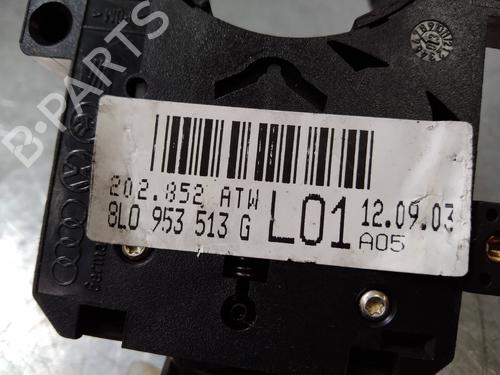 B-PARTS
202.852 ATW
8L0 953 513 G
L01
12.09.03
A05